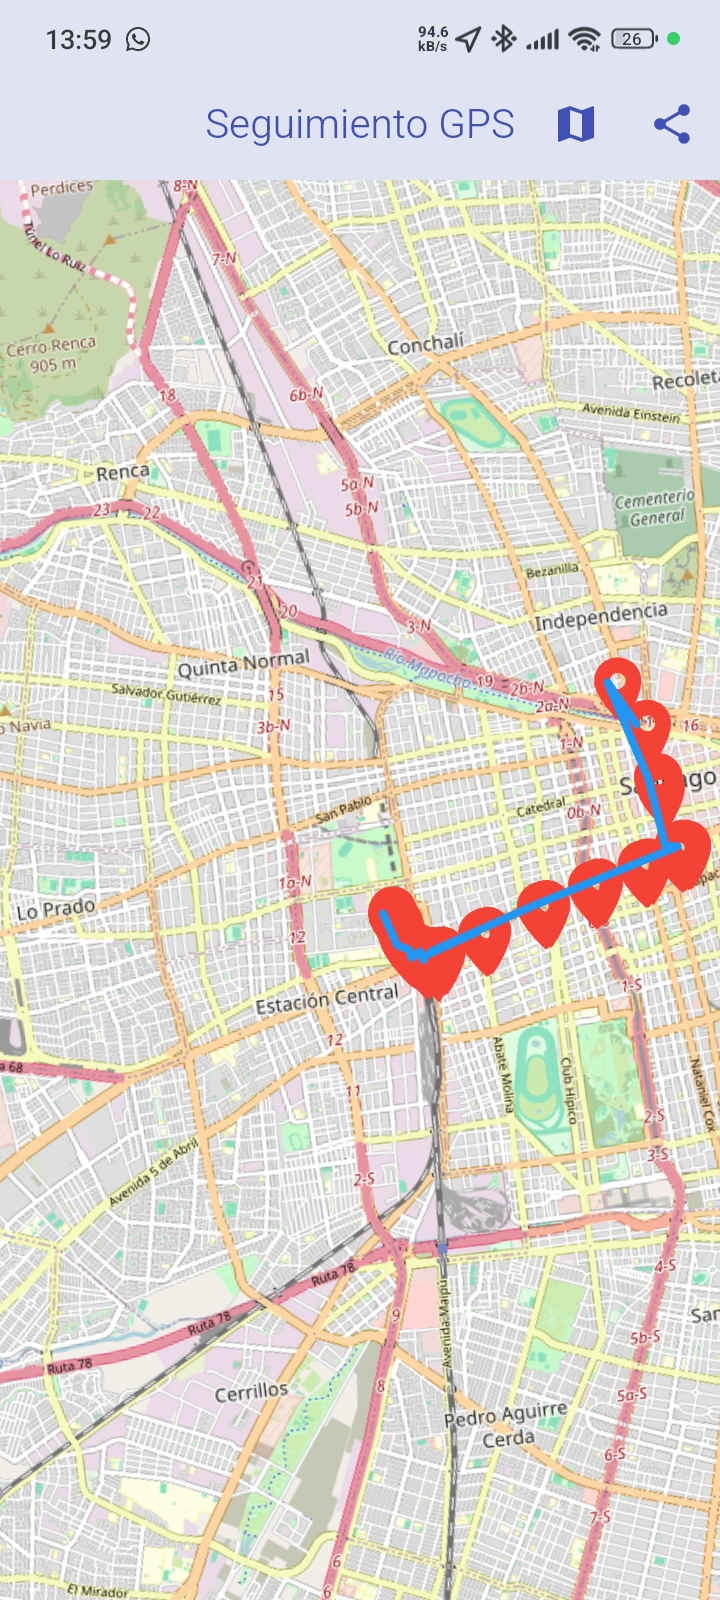 13:59
94.6
kB/s
26
Seguimiento GPS
Perdices
8-N
Túnel Lo Ruiz
7-N
Cerro Renca
905 m
Conchalí
Recolet
18
6b-N
Avenida Einstein
Renca
5a-N
5b-N
Cementerio
General
23
22
Bezanilla
21
20
Independencia
3-N
Quinta Normal
Río Mapocho
19
2b-N
Salvador Gutiérrez
15
2a-N
16
o Navia
3b-N
1-N
San Pablo
Catedral
0b-N
1a-N
Lo Prado
12
Estación Central
1-S
12
a 68
Abate Molina
Club Hípico
Nataniel Cox
11
2-S
Avenida 5 de Abril
3-S
2-S
4-S
Ruta 78
Ruta 78
9
San
5b-S
Ruta 78
Avenida Maipú
8
5a-S
Cerrillos
Pedro Aguirre
Cerda
6-S
7-S
6
El Mirador
6